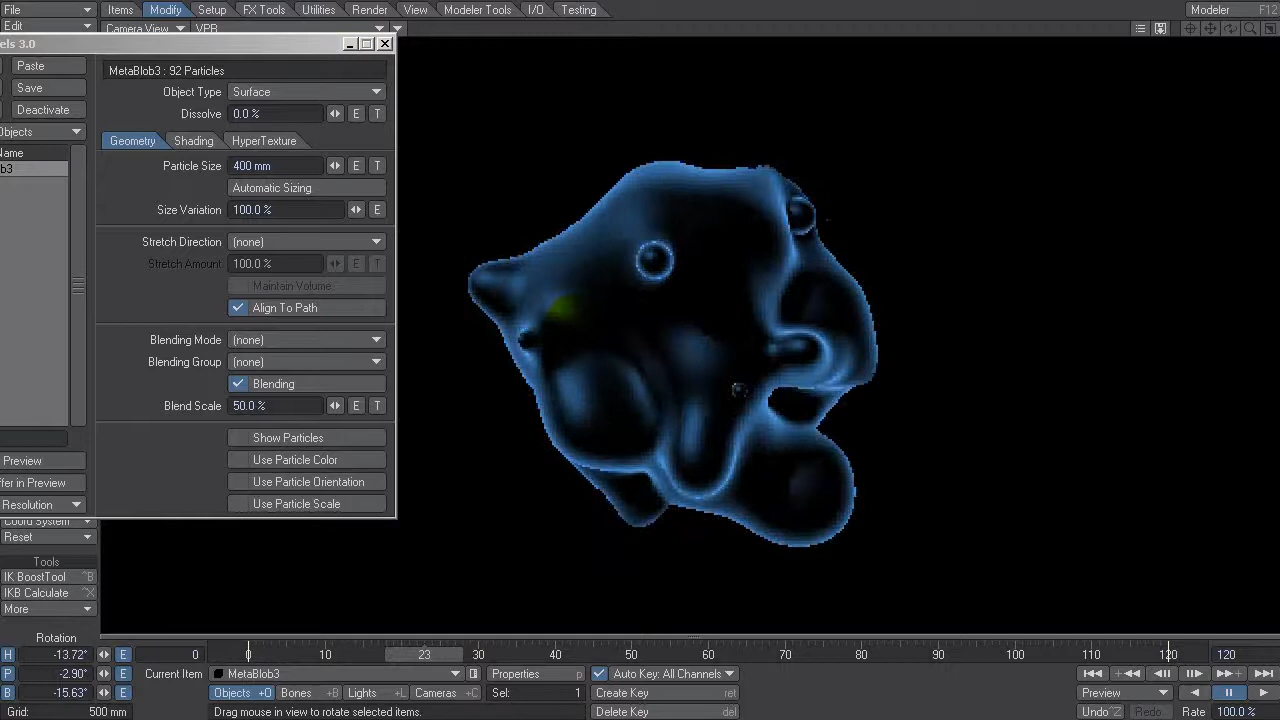 File Items Modify Setup FX Tools Utilities Render View Modeler Tools I/O Testing Modeler F12
Edit Camera View VPR
els 3.0
Paste
Save
Deactivate
Objects
Name
b3
Preview
ffer in Preview
Resolution
MetaBlob3 : 92 Particles
Object Type Surface
Dissolve 0.0 % E T
Geometry Shading HyperTexture
Particle Size 400 mm E T
Automatic Sizing
Size Variation 100.0 % E
Stretch Direction (none)
Stretch Amount 100.0 % E T
Maintain Volume
Align To Path
Blending Mode (none)
Blending Group (none)
Blending
Blend Scale 50.0 % E T
Show Particles
Use Particle Color
Use Particle Orientation
Use Particle Scale
Coord System
Reset
Tools
IK BoostTool ^B
IKB Calculate ^X
More
Rotation
H -13.72° E 0 0 10 23 30 40 50 60 70 80 90 100 110 120 120
P -2.90° E Current Item MetaBlob3 Properties p Auto Key: All Channels Preview
B -15.63° E Objects +O Bones +B Lights +L Cameras +C Sel: 1 Create Key ret
Grid: 500 mm Drag mouse in view to rotate selected items. Delete Key del Undo ^Z Redo Rate 100.0 %